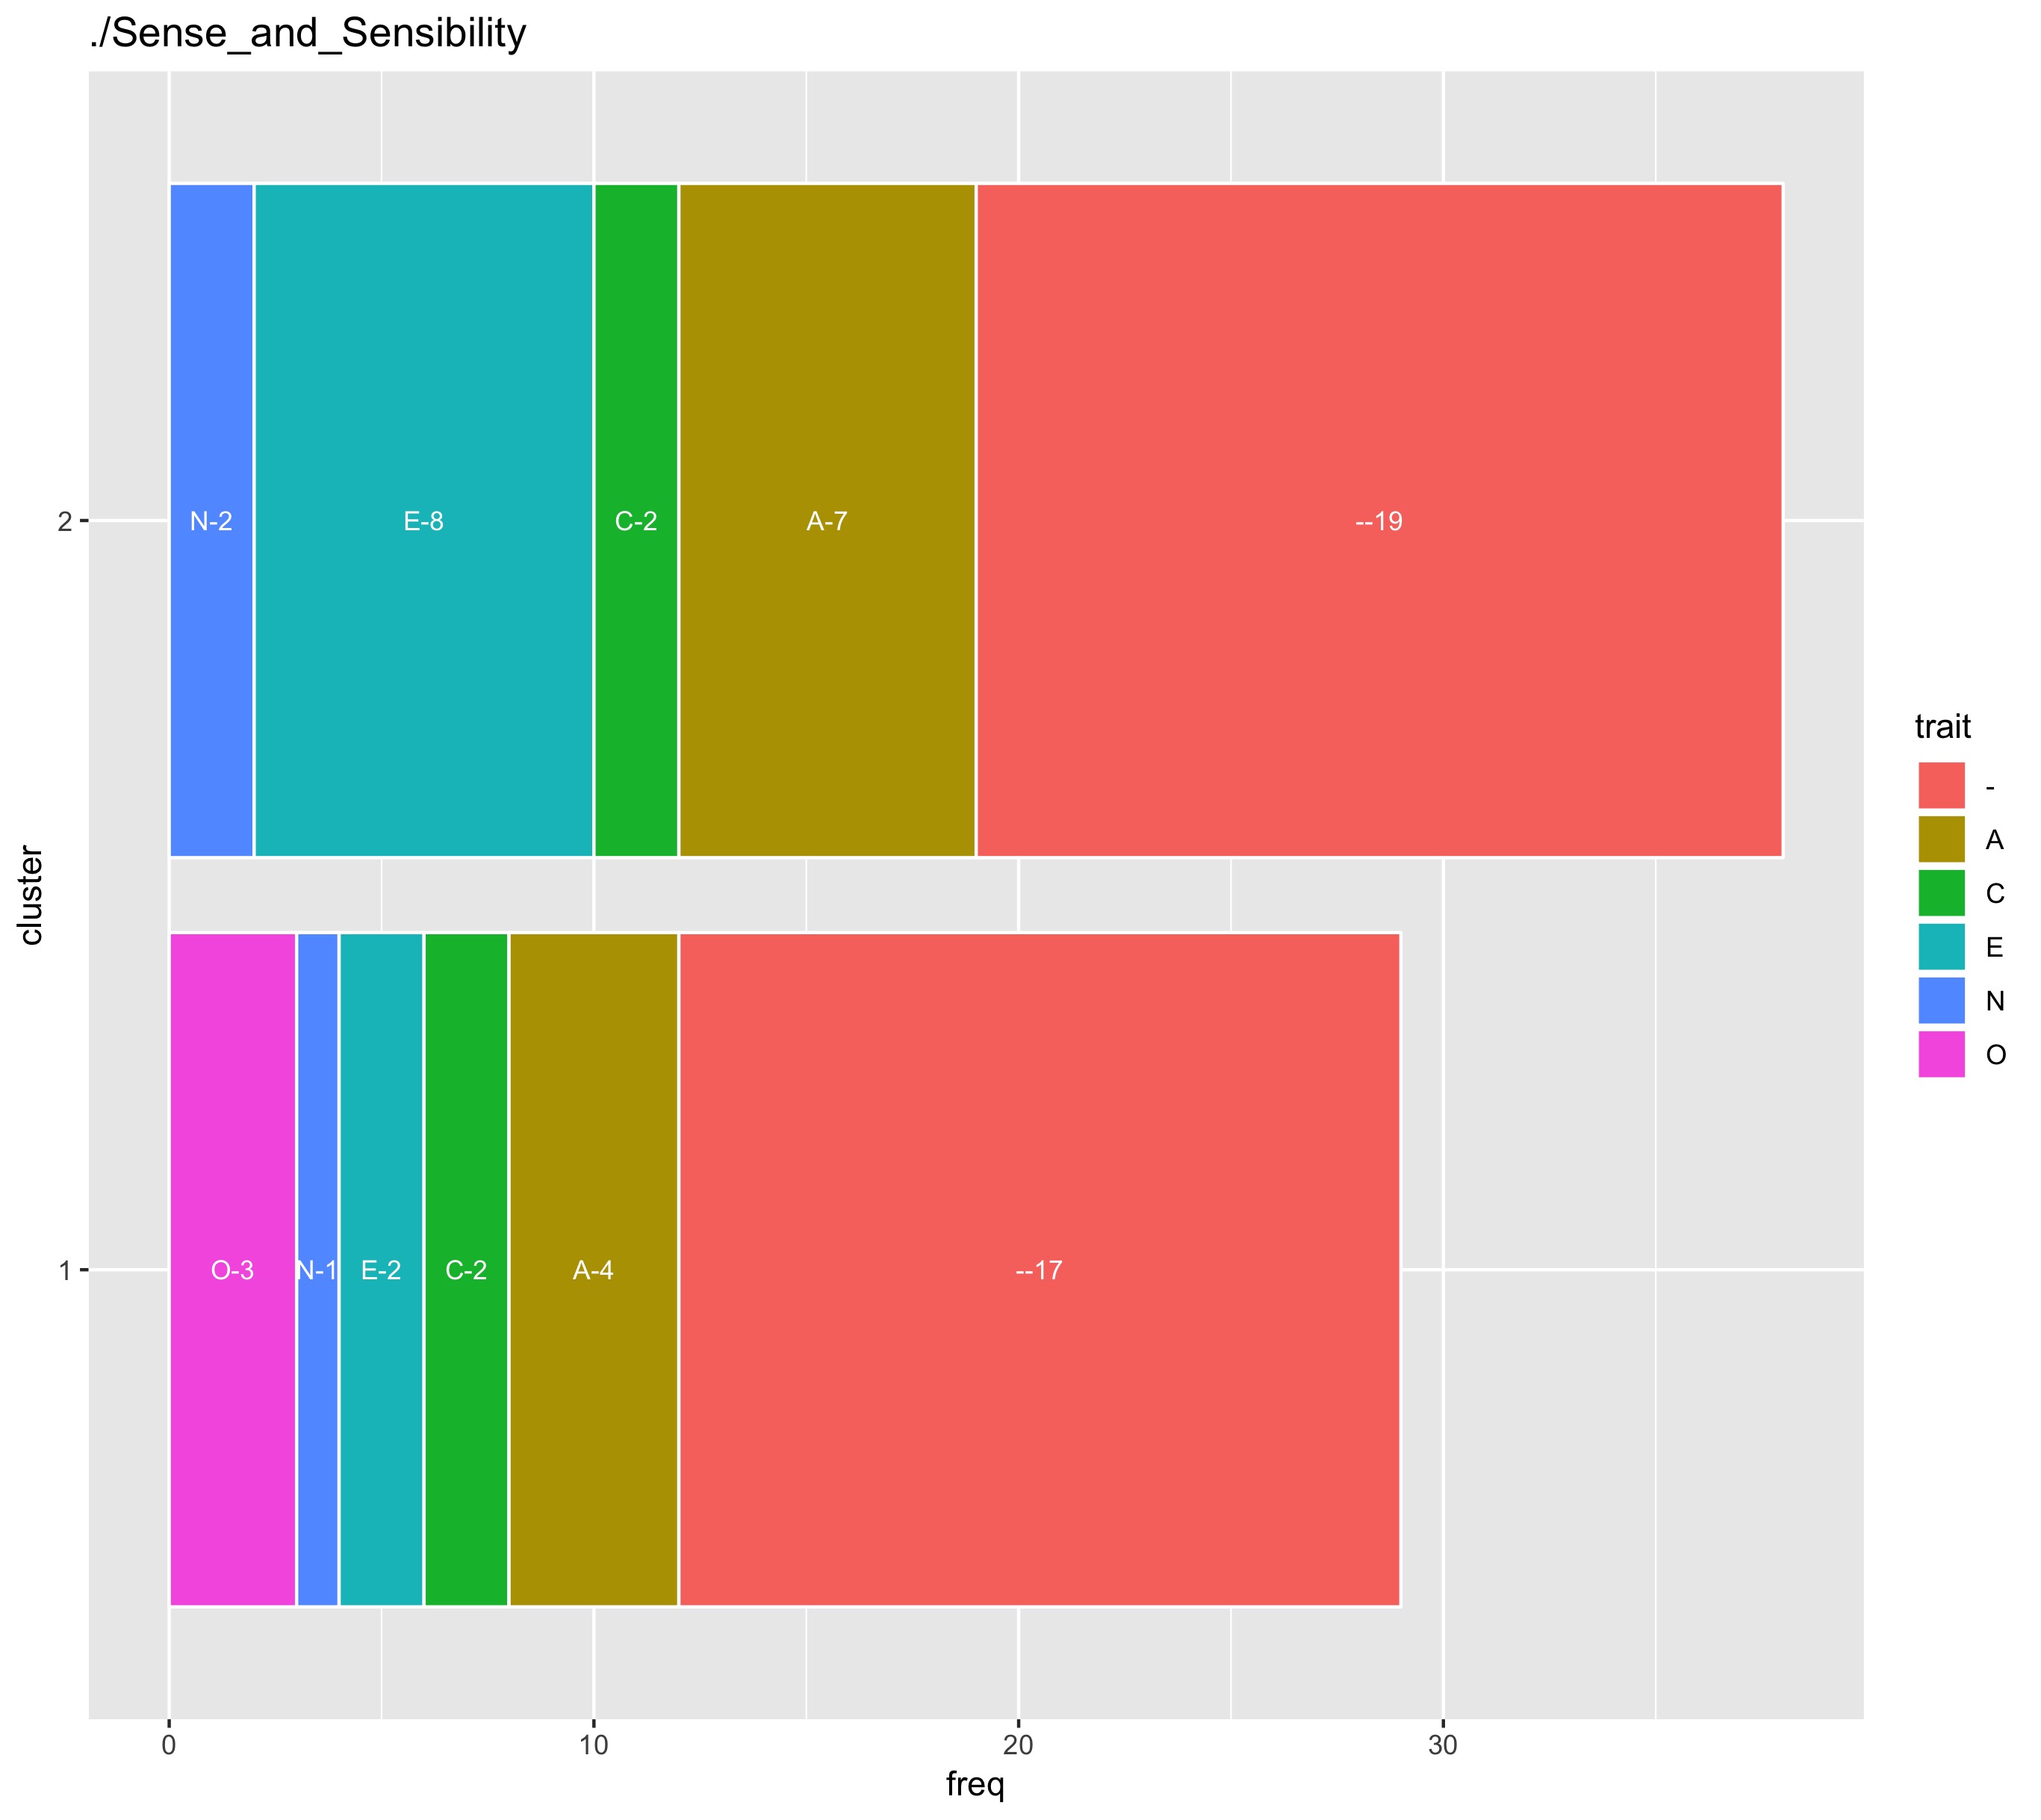 ./Sense_and_Sensibility
cluster
2
N-2 E-8 C-2 A-7 --19
1
O-3 N-1 E-2 C-2 A-4 --17
0 10 20 30
freq
trait
-
A
C
E
N
O